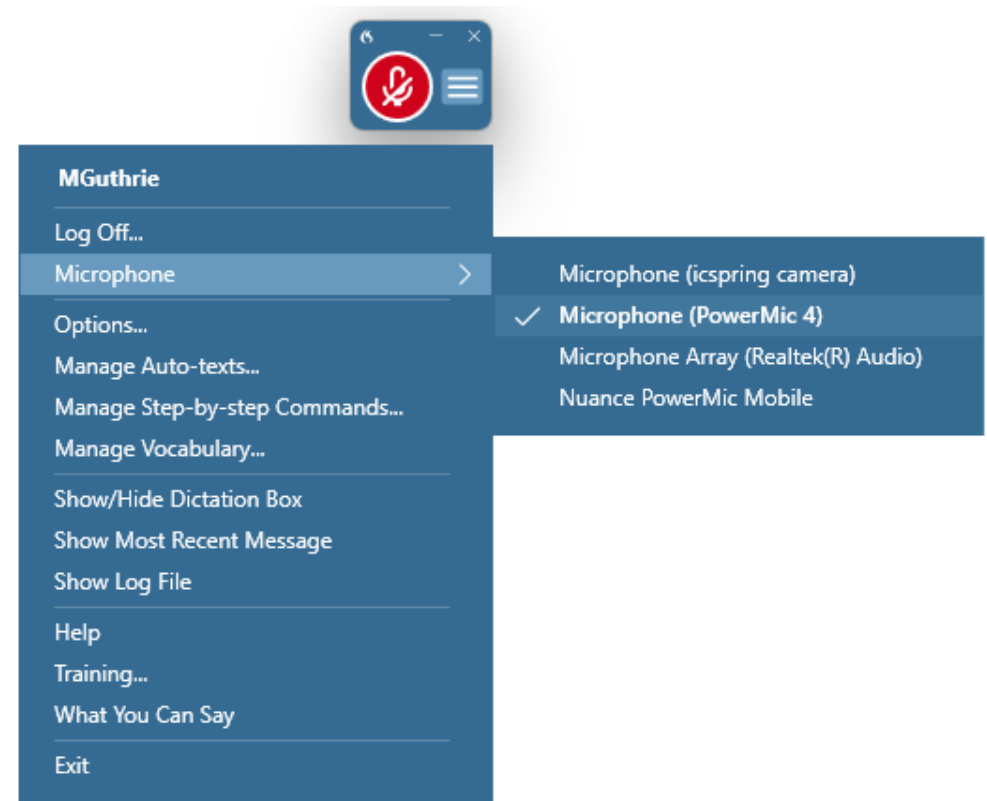 MGuthrie
Log Off...
Microphone
Options...
Manage Auto-texts...
Manage Step-by-step Commands...
Manage Vocabulary...
Show/Hide Dictation Box
Show Most Recent Message
Show Log File
Help
Training...
What You Can Say
Exit
Microphone (icspring camera)
Microphone (PowerMic 4)
Microphone Array (Realtek(R) Audio)
Nuance PowerMic Mobile